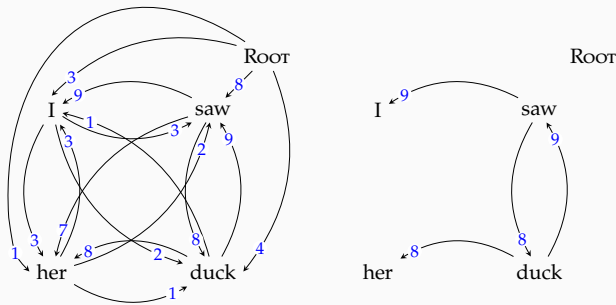 ROOT ROOT
3 9 8 9
I saw I saw
1 3
3 2 9 9
7
3 8 8
1 8 2 4 8
her duck her duck
1